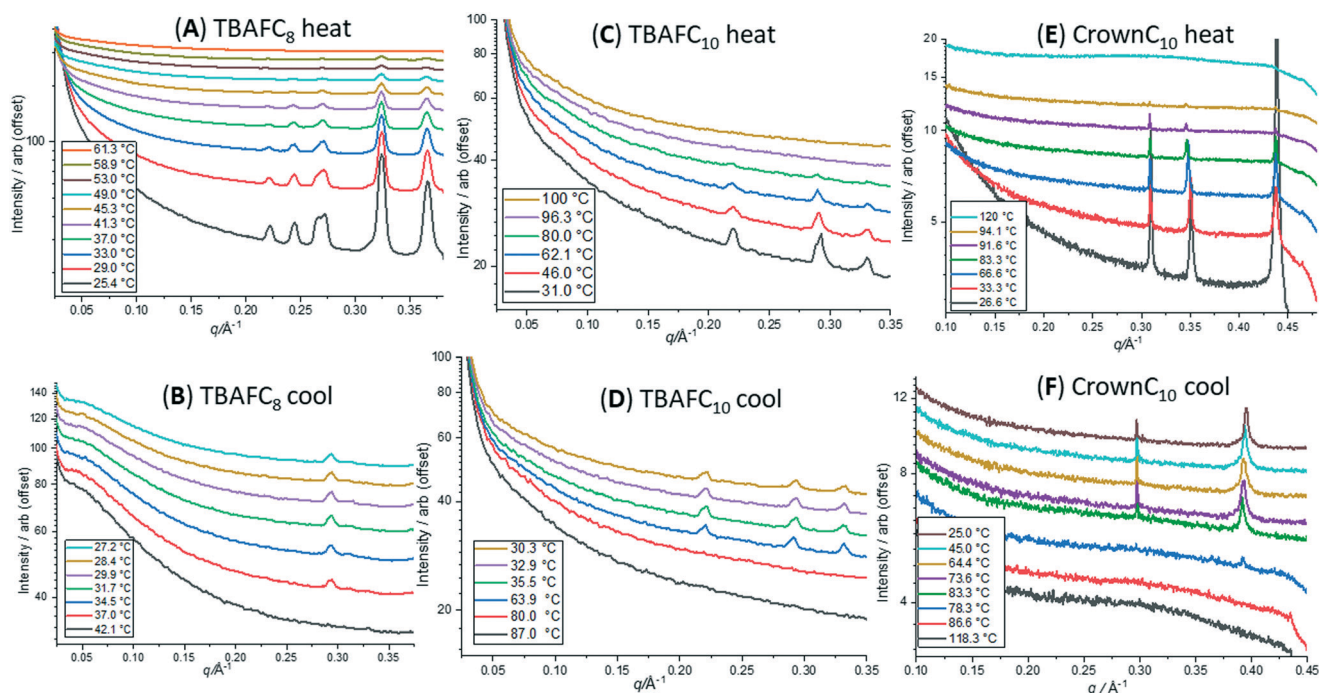 (A) TBAFC8 heat
Intensity / arb (offset)
100
61.3 °C
58.9 °C
53.0 °C
49.0 °C
45.3 °C
41.3 °C
37.0 °C
33.0 °C
29.0 °C
25.4 °C
0.05 0.10 0.15 0.20 0.25 0.30 0.35
q/Å-1
(C) TBAFC10 heat
Intensity / arb (offset)
100
80
60
40
20
100 °C
96.3 °C
80.0 °C
62.1 °C
46.0 °C
31.0 °C
0.05 0.10 0.15 0.20 0.25 0.30 0.35
q/Å-1
(E) CrownC10 heat
Intensity / arb (offset)
20
15
10
5
120 °C
94.1 °C
91.6 °C
83.3 °C
66.6 °C
33.3 °C
26.6 °C
0.10 0.15 0.20 0.25 0.30 0.35 0.40 0.45
q/Å-1
(B) TBAFC8 cool
Intensity / arb (offset)
140
120
100
80
60
40
27.2 °C
28.4 °C
29.9 °C
31.7 °C
34.5 °C
37.0 °C
42.1 °C
0.05 0.10 0.15 0.20 0.25 0.30 0.35
q/Å-1
(D) TBAFC10 cool
Intensity / arb (offset)
100
80
60
40
20
30.3 °C
32.9 °C
35.5 °C
63.9 °C
80.0 °C
87.0 °C
0.05 0.10 0.15 0.20 0.25 0.30 0.35
q/Å-1
(F) CrownC10 cool
Intensity / arb (offset)
12
8
4
25.0 °C
45.0 °C
64.4 °C
73.6 °C
83.3 °C
78.3 °C
86.6 °C
118.3 °C
0.10 0.15 0.20 0.25 0.30 0.35 0.40 0.45
q / Å-1